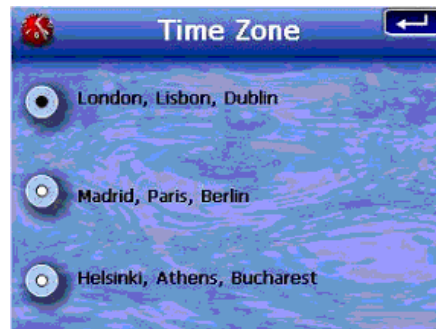 Time Zone
London, Lisbon, Dublin
Madrid, Paris, Berlin
Helsinki, Athens, Bucharest